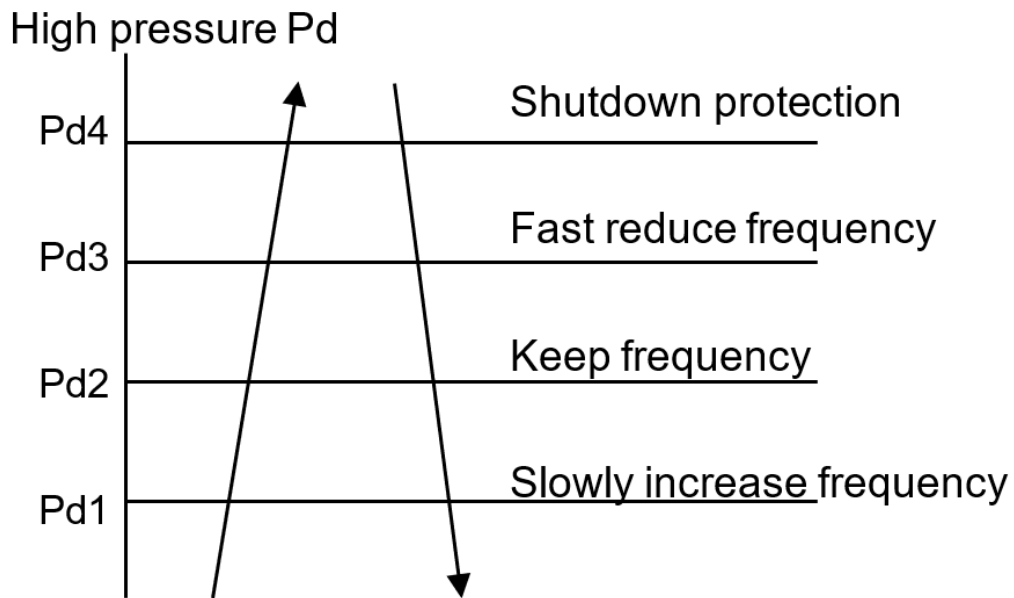 High pressure Pd
Shutdown protection
Pd4
Fast reduce frequency
Pd3
Keep frequency
Pd2
Slowly increase frequency
Pd1